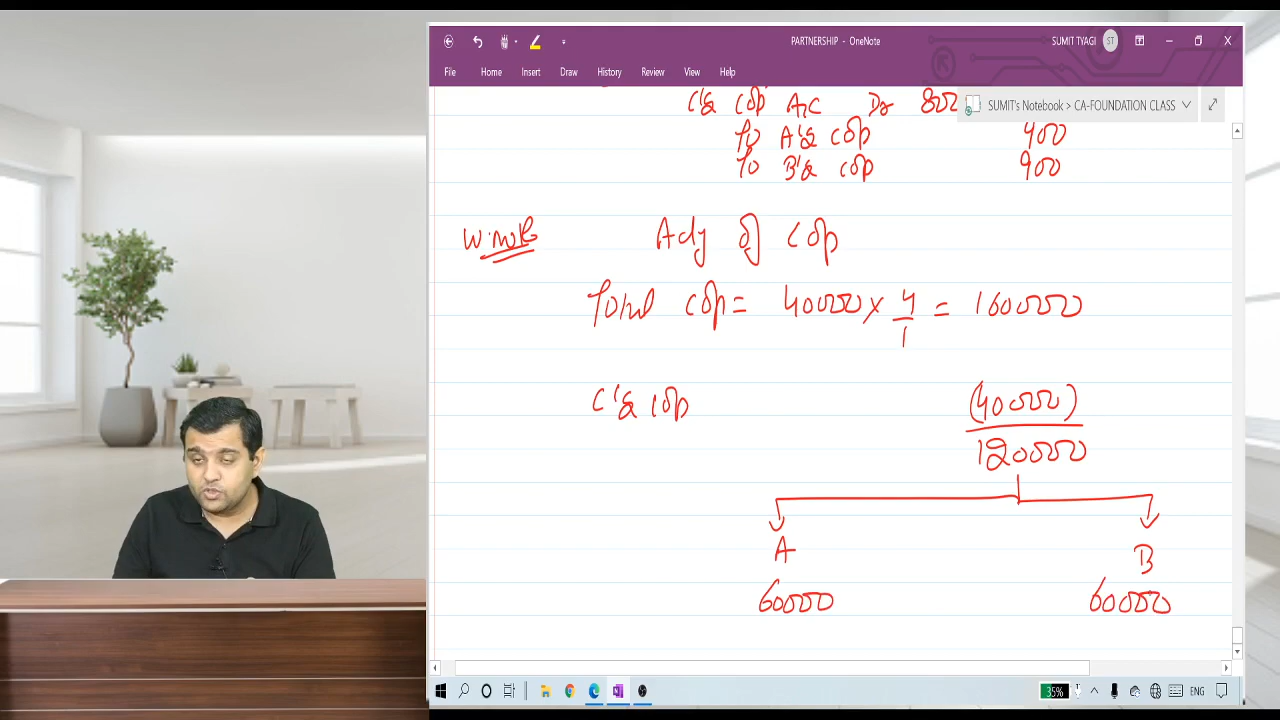 PARTNERSHIP - OneNote
SUMIT TYAGI ST
File Home Insert Draw History Review View Help
SUMIT's Notebook > CA-FOUNDATION CLASS
C's Cap A/C Dr 800
To A's Cap 400
To B's Cap 900
W.note Adj of Cap
Total Cap = 40000 × 4/1 = 160000
C's Cap (40000)
120000
A B
60000 60000
35% ENG